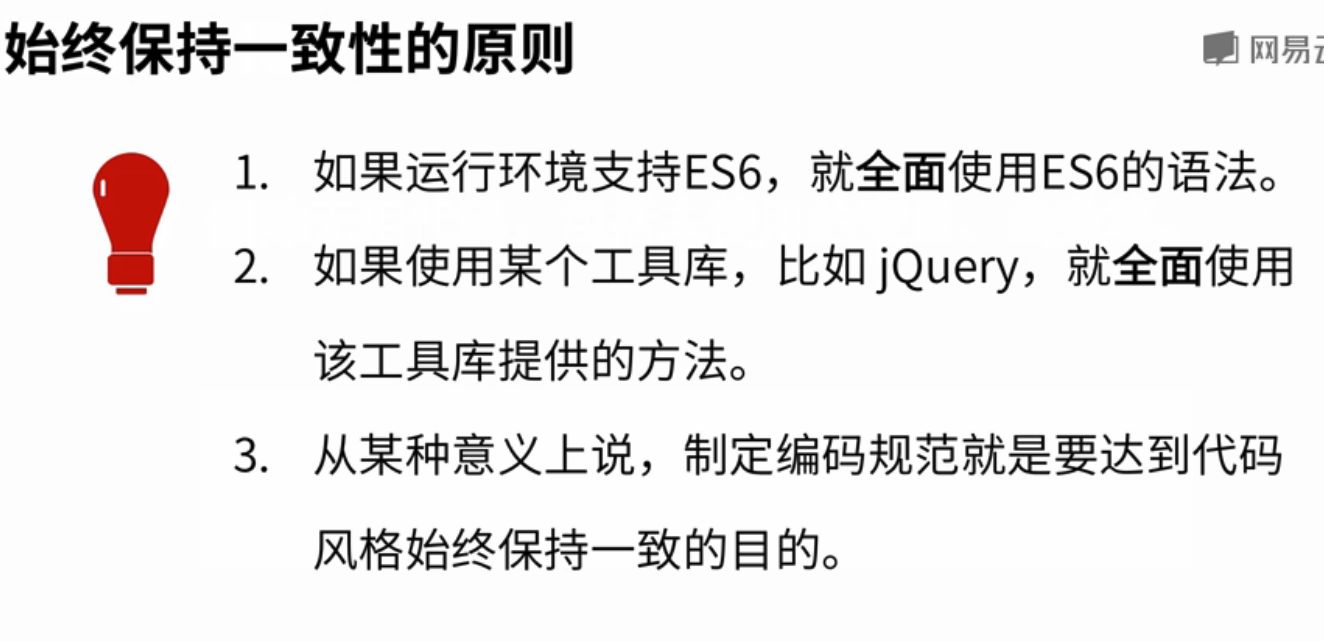 始终保持一致性的原则
网易
1. 如果运行环境支持ES6，就全面使用ES6的语法。
2. 如果使用某个工具库，比如 jQuery，就全面使用
该工具库提供的方法。
3. 从某种意义上说，制定编码规范就是要达到代码
风格始终保持一致的目的。